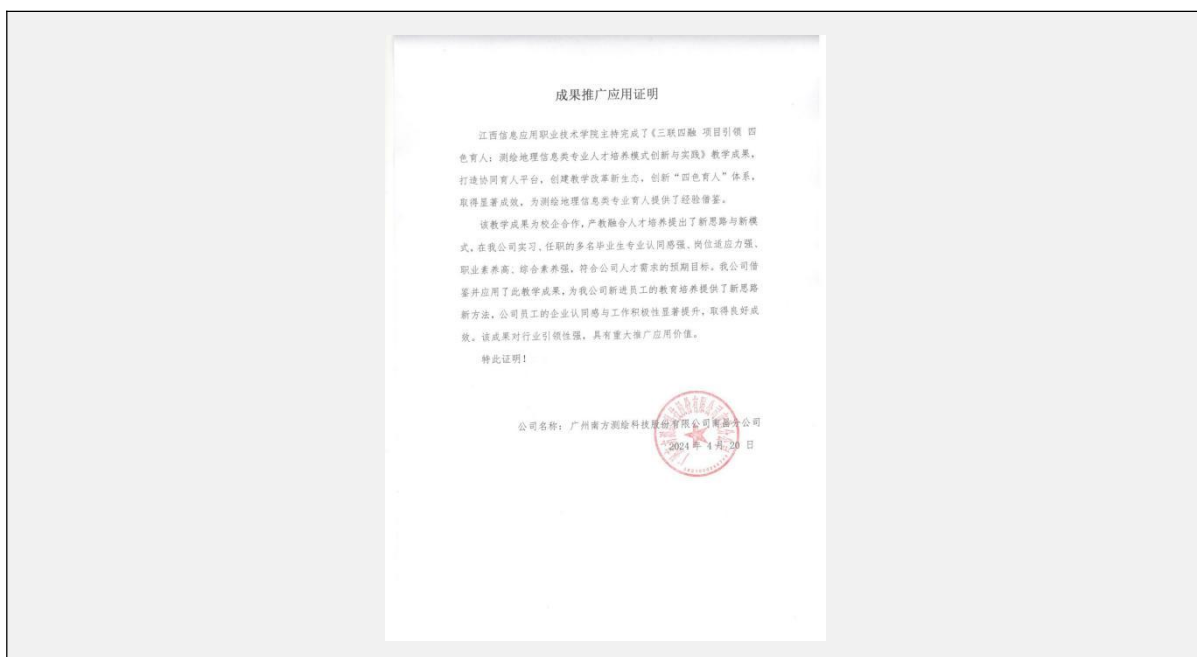 成果推广应用证明
江西信息应用职业技术学院主持完成了《三联四融 项目引领 四
色育人：测绘地理信息类专业人才培养模式创新与实践》教学成果，
打造协同育人平台，创建教学改革新生态，创新“四色育人”体系，
取得显著成效，为测绘地理信息类专业育人提供了经验借鉴。
该教学成果为校企合作，产教融合人才培养提出了新思路与新模
式，在我公司实习、任职的多名毕业生专业认同感强、岗位适应力强、
职业素养高、综合素养强，符合公司人才需求的预期目标。我公司借
鉴并应用了此教学成果，为我公司新进员工的教育培养提供了新思路
新方法，公司员工的企业认同感与工作积极性显著提升，取得良好成
效。该成果对行业引领性强，具有重大推广应用价值。
特此证明！
公司名称：广州南方测绘科技股份有限公司南昌分公司
2024 年 4 月 20 日